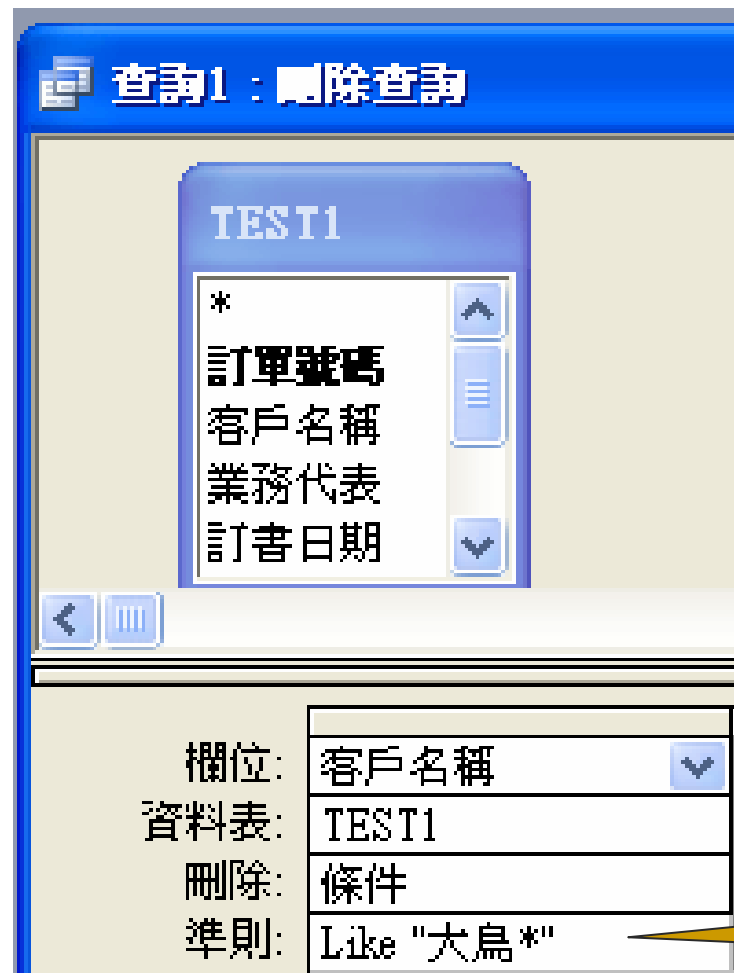 查詢1 : 刪除查詢
TEST1
*
訂單號碼
客戶名稱
業務代表
訂書日期
欄位: 客戶名稱
資料表: TEST1
刪除: 條件
準則: Like "大鳥*"